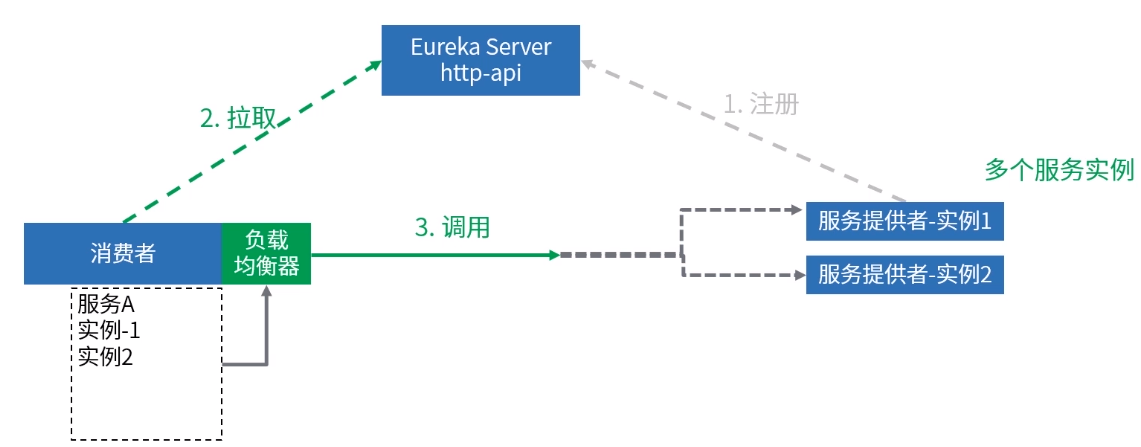 Eureka Server
http-api
2. 拉取
1. 注册
多个服务实例
消费者
负载
均衡器
3. 调用
服务提供者-实例1
服务提供者-实例2
服务A
实例-1
实例2